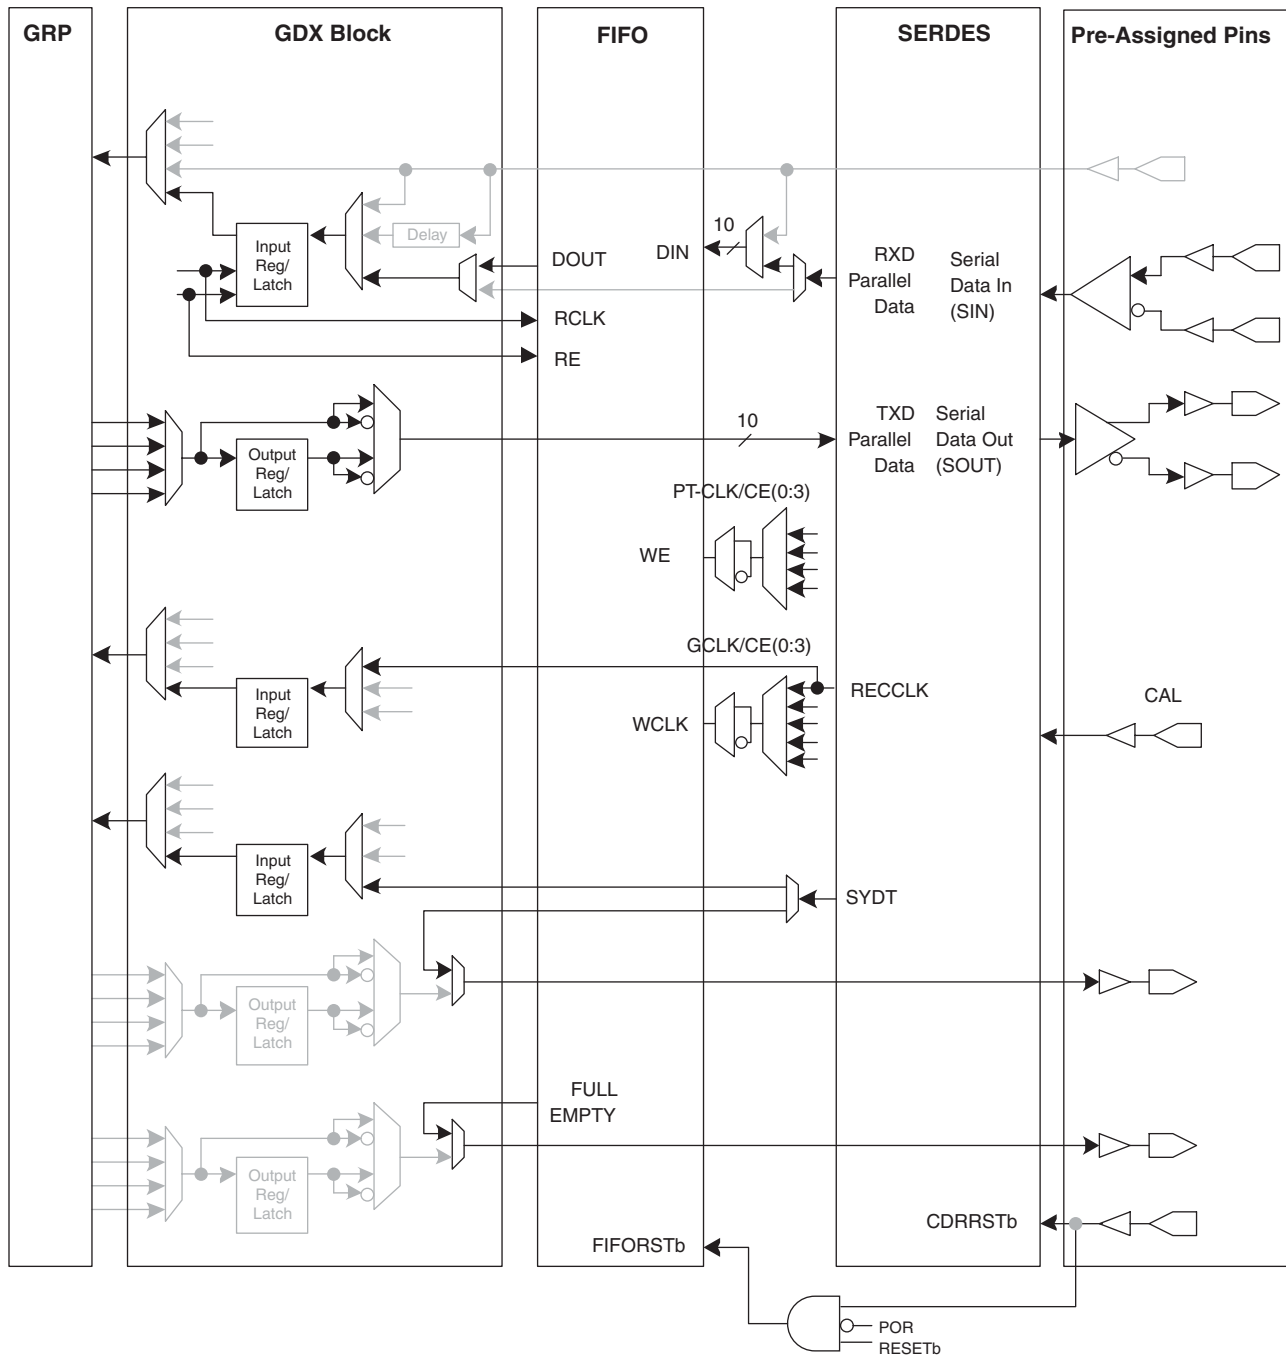 GRP
GDX Block
FIFO
SERDES
Pre-Assigned Pins
Input
Reg/
Latch
Delay
DOUT
DIN
10
RXD
Parallel
Data
Serial
Data In
(SIN)
RCLK
RE
Output
Reg/
Latch
10
TXD
Parallel
Data
Serial
Data Out
(SOUT)
PT-CLK/CE(0:3)
WE
GCLK/CE(0:3)
Input
Reg/
Latch
WCLK
RECCLK
CAL
Input
Reg/
Latch
SYDT
Output
Reg/
Latch
FULL
EMPTY
Output
Reg/
Latch
CDRRSTb
FIFORSTb
POR
RESETb